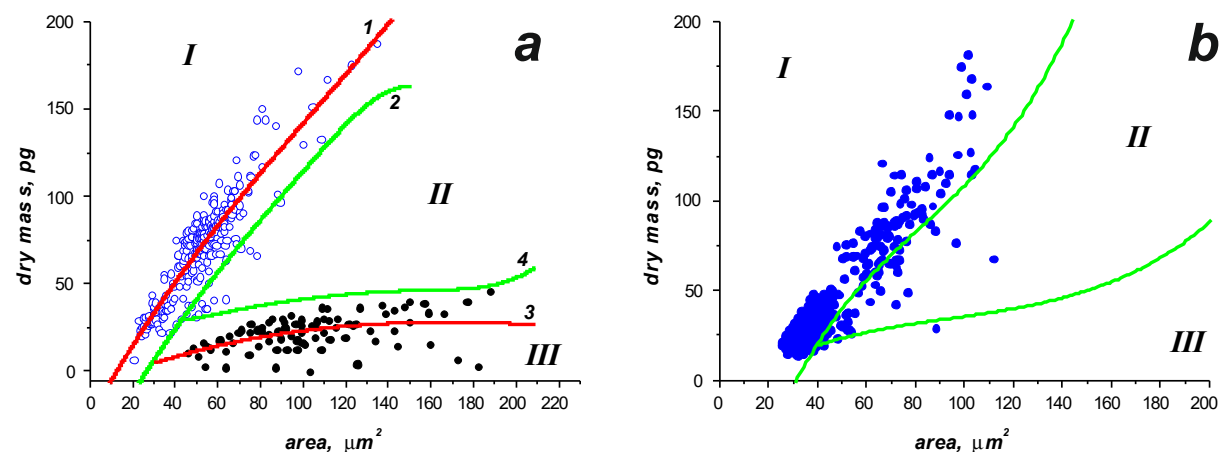 a
I
II
III
1
2
4
3
200
150
100
50
0
dry mass, pg
0 20 40 60 80 100 120 140 160 180 200 220
area, μm²
b
I
II
III
200
150
100
50
0
dry mass, pg
0 20 40 60 80 100 120 140 160 180 200
area, μm²